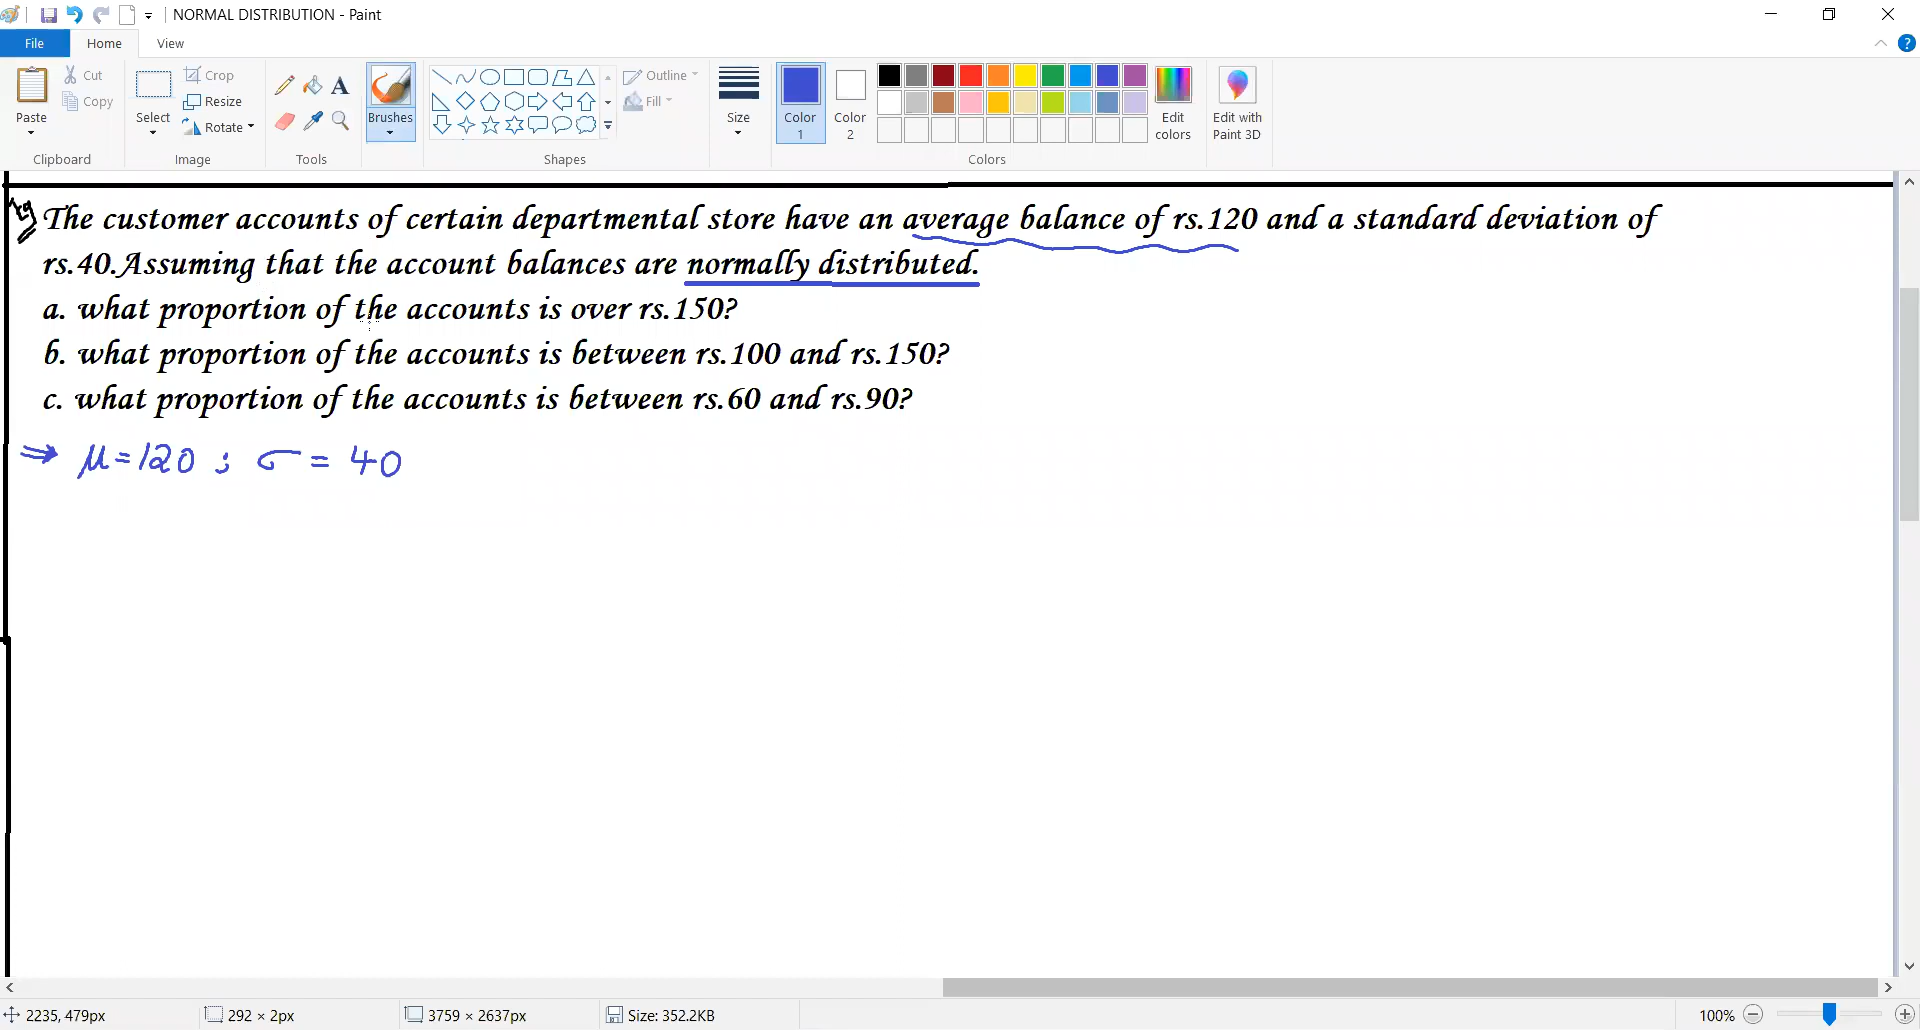 NORMAL DISTRIBUTION - Paint
File Home View
Paste Cut Copy Select Crop Resize Rotate Brushes Outline Fill Size Color 1 Color 2 Edit colors Edit with Paint 3D
Clipboard Image Tools Shapes Colors
The customer accounts of certain departmental store have an average balance of rs.120 and a standard deviation of
rs.40.Assuming that the account balances are normally distributed.
a. what proportion of the accounts is over rs.150?
b. what proportion of the accounts is between rs.100 and rs.150?
c. what proportion of the accounts is between rs.60 and rs.90?
⇒ μ=120 ; σ = 40
2235, 479px 292 × 2px 3759 × 2637px Size: 352.2KB 100%